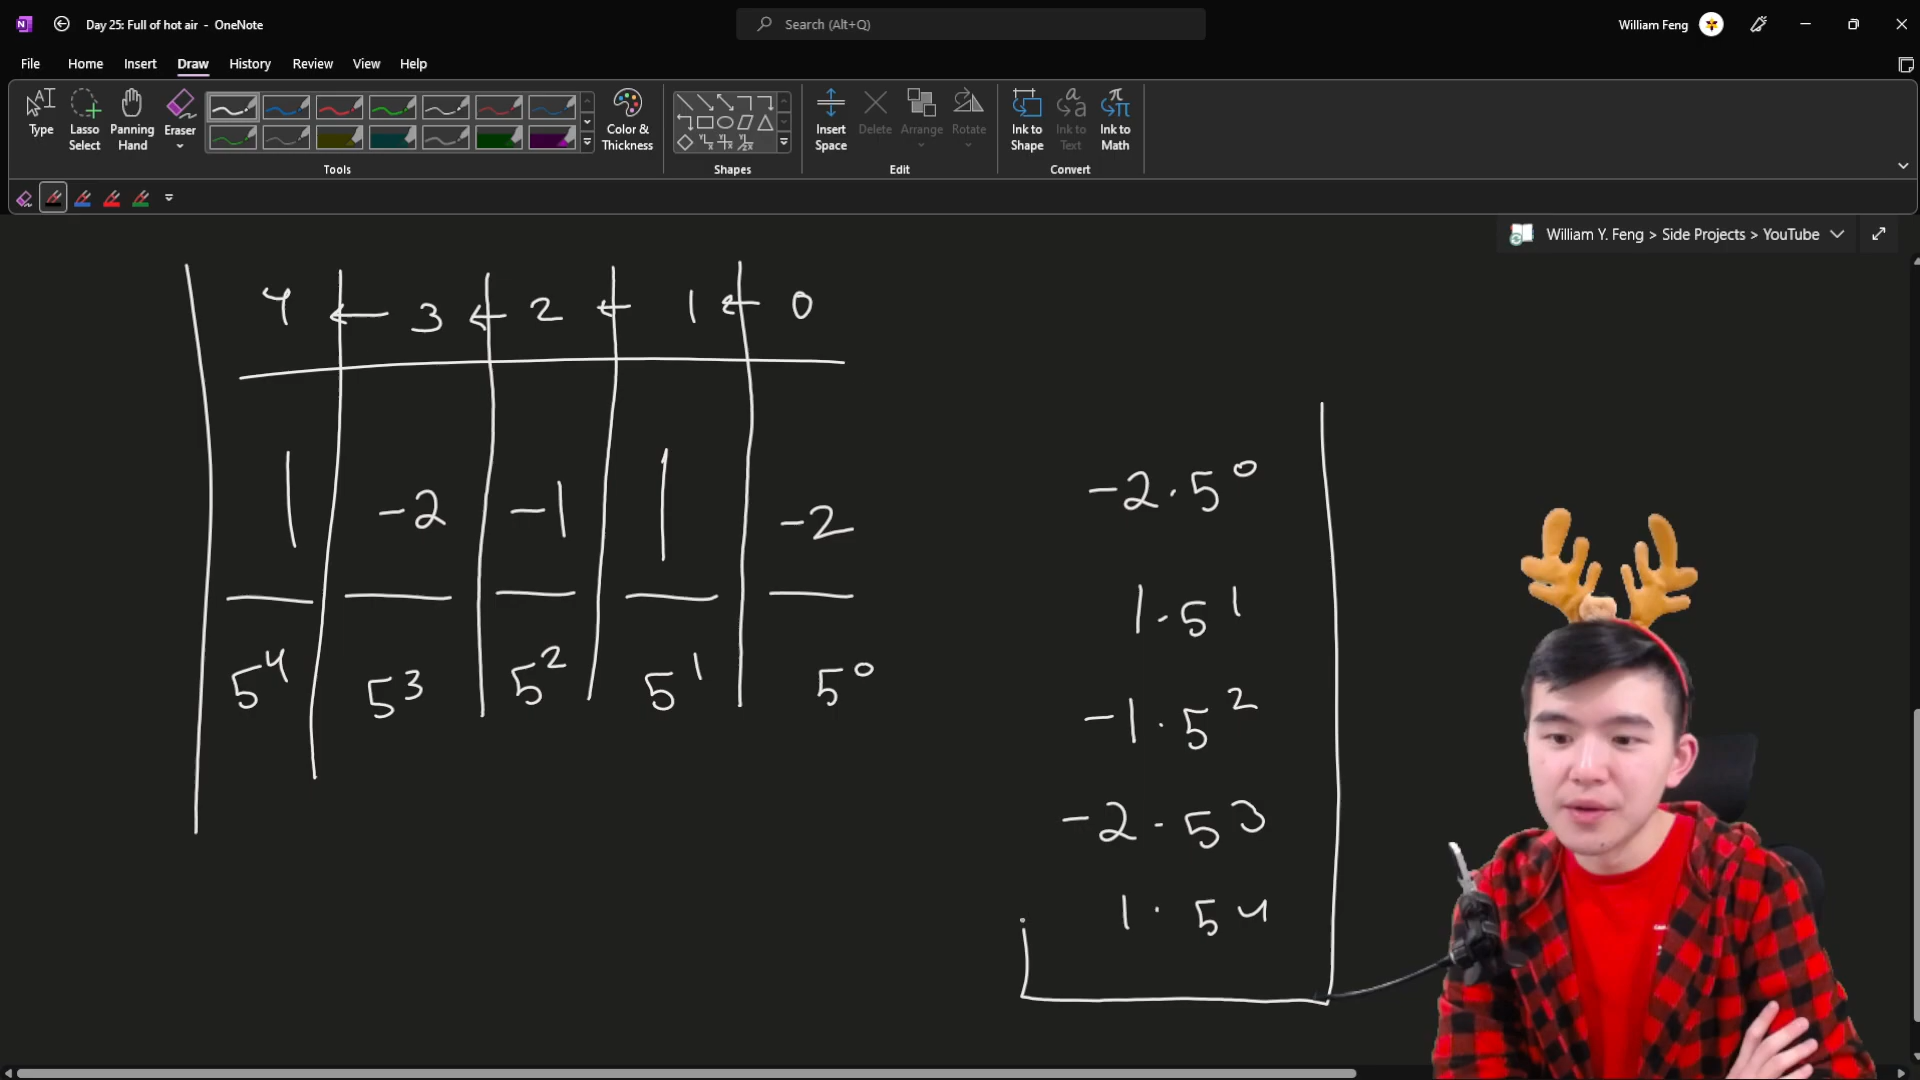 Day 25: Full of hot air - OneNote
Search (Alt+Q)
William Feng
File Home Insert Draw History Review View Help
Type
Lasso Select
Panning Hand
Eraser
Color & Thickness
Insert Space
Delete
Arrange
Rotate
Ink to Shape
Ink to Text
Ink to Math
Tools
Shapes
Edit
Convert
William Y. Feng > Side Projects > YouTube
4 ← 3 ← 2 ← 1 ← 0
1 -2 -1 1 -2
5⁴ 5³ 5² 5¹ 5⁰
-2·5⁰
1·5¹
-1·5²
-2·5³
1·5⁴